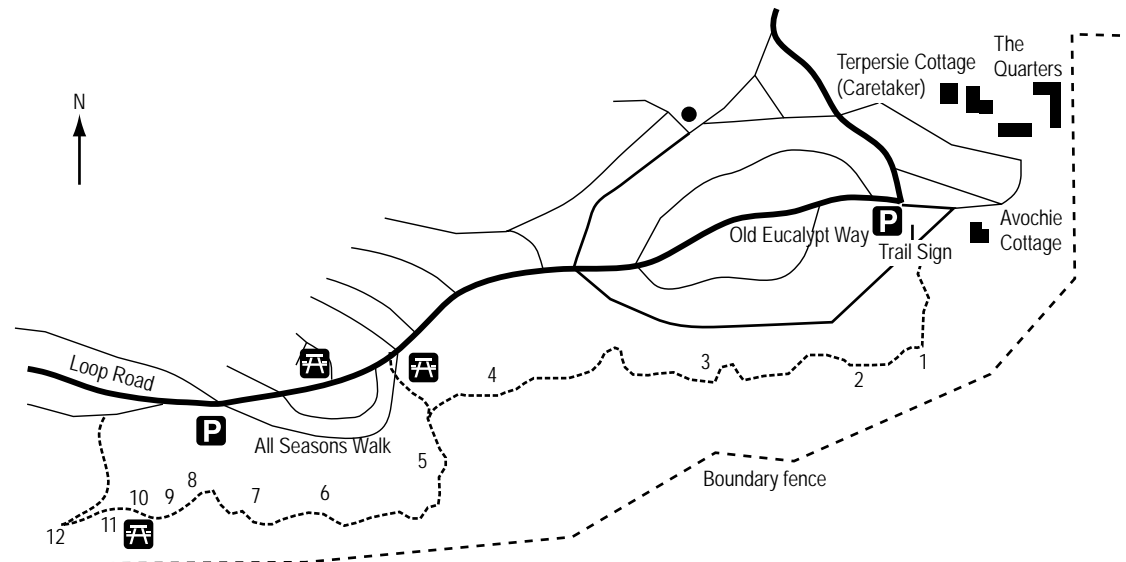 N
Terpersie Cottage
(Caretaker)
The
Quarters
Old Eucalypt Way
P
Trail Sign
Avochie
Cottage
Loop Road
P
All Seasons Walk
Boundary fence
1
2
3
4
5
6
7
8
9
10
11
12